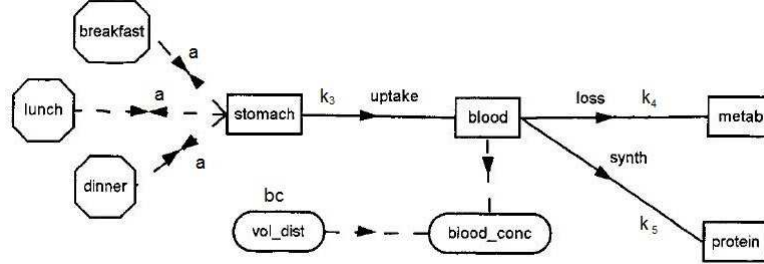 breakfast
a
lunch
a
stomach
k3
uptake
blood
loss
k4
metab
a
dinner
synth
bc
vol_dist
blood_conc
k5
protein